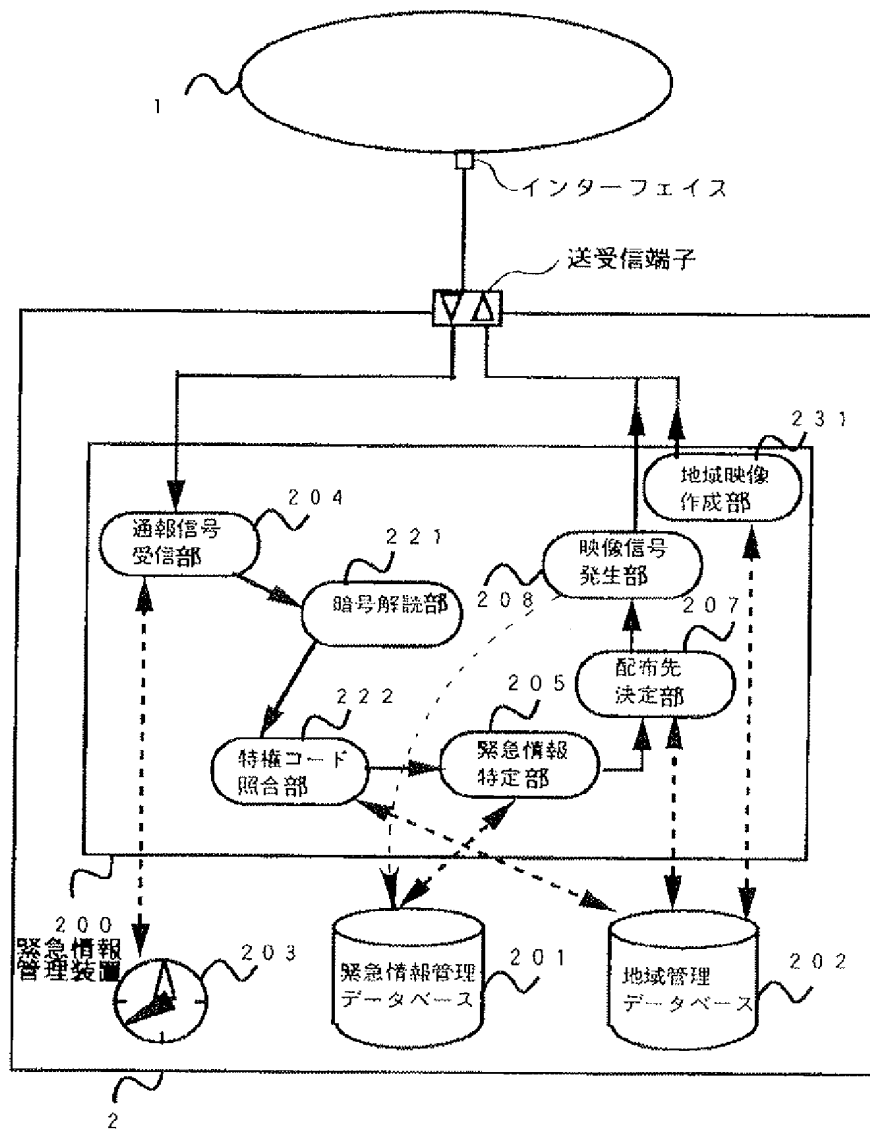 1
インターフェイス
送受信端子
231
地域映像
作成部
204
通報信号
受信部
221
暗号解読部
映像信号
発生部
208
207
配布先
決定部
222
特権コード
照合部
205
緊急情報
特定部
200
緊急情報
管理装置
203
緊急情報管理
データベース
201
地域管理
データベース
202
2